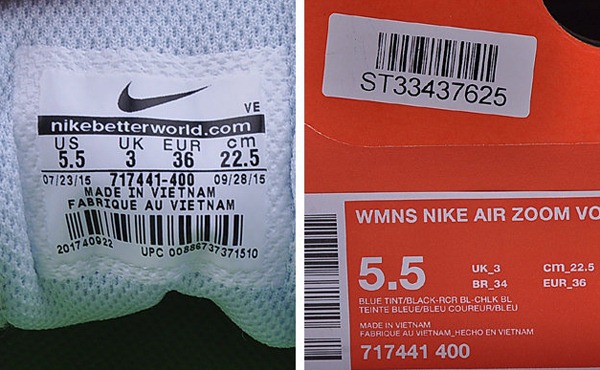 VE
nikebetterworld.com
US UK EUR cm
5.5 3 36 22.5
07/23/15 717441-400 09/28/15
MADE IN VIETNAM
FABRIQUE AU VIETNAM
201740922 UPC 00886737371510
ST33437625
WMNS NIKE AIR ZOOM VO
5.5 UK_3 cm_22.5
BR_34 EUR_36
BLUE TINT/BLACK-RCR BL-CHLK BL
TEINTE BLEUE/BLEU COUREUR/BLEU
MADE IN VIETNAM
FABRIQUE AU VIETNAM_HECHO EN VIETNAM
717441 400